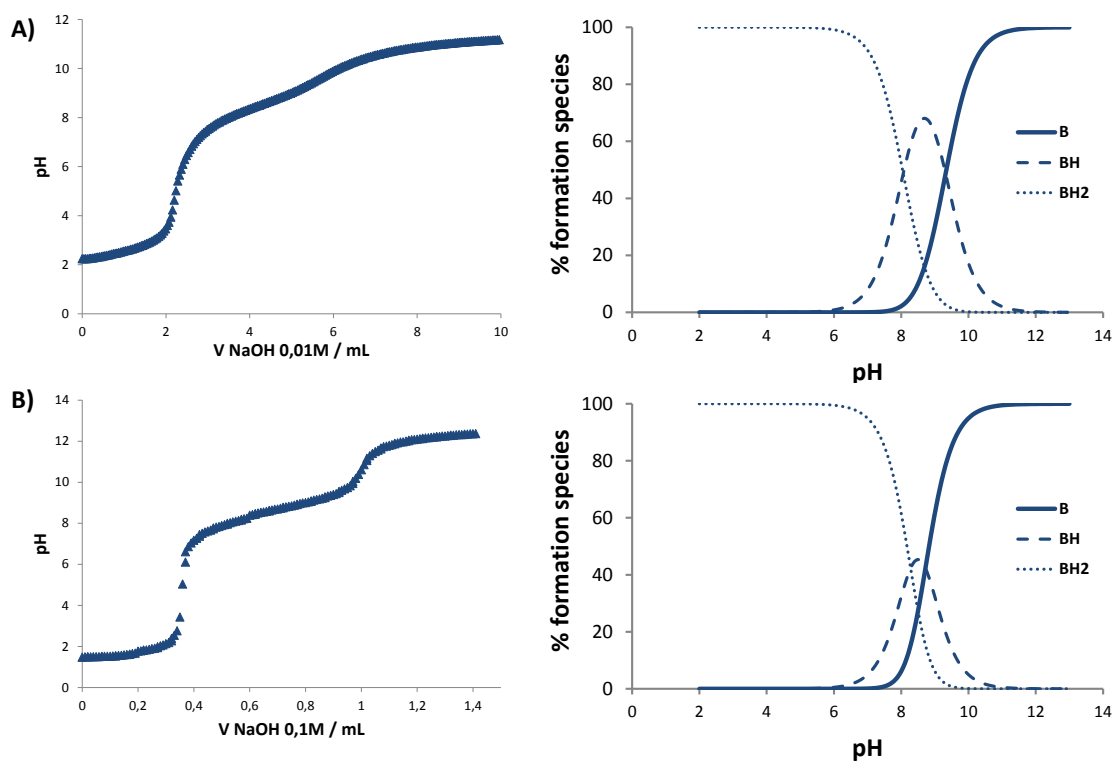 A)
12
10
8
6
4
2
0
pH
0 2 4 6 8 10
V NaOH 0,01M / mL
100
80
60
40
20
0
% formation species
0 2 4 6 8 10 12 14
pH
B
BH
BH2
B)
14
12
10
8
6
4
2
0
pH
0 0,2 0,4 0,6 0,8 1 1,2 1,4
V NaOH 0,1M / mL
100
80
60
40
20
0
% formation species
0 2 4 6 8 10 12 14
pH
B
BH
BH2